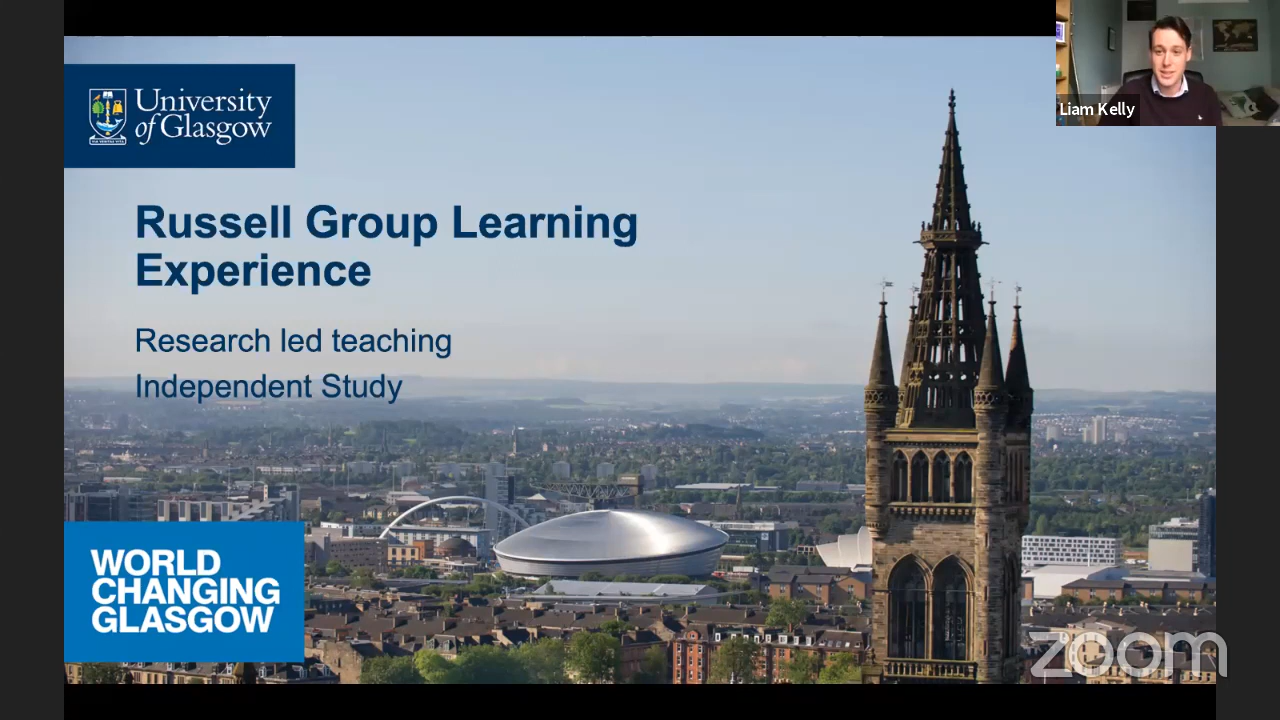 Liam Kelly
University
of Glasgow
Russell Group Learning
Experience
Research led teaching
Independent Study
WORLD
CHANGING
GLASGOW
zoom